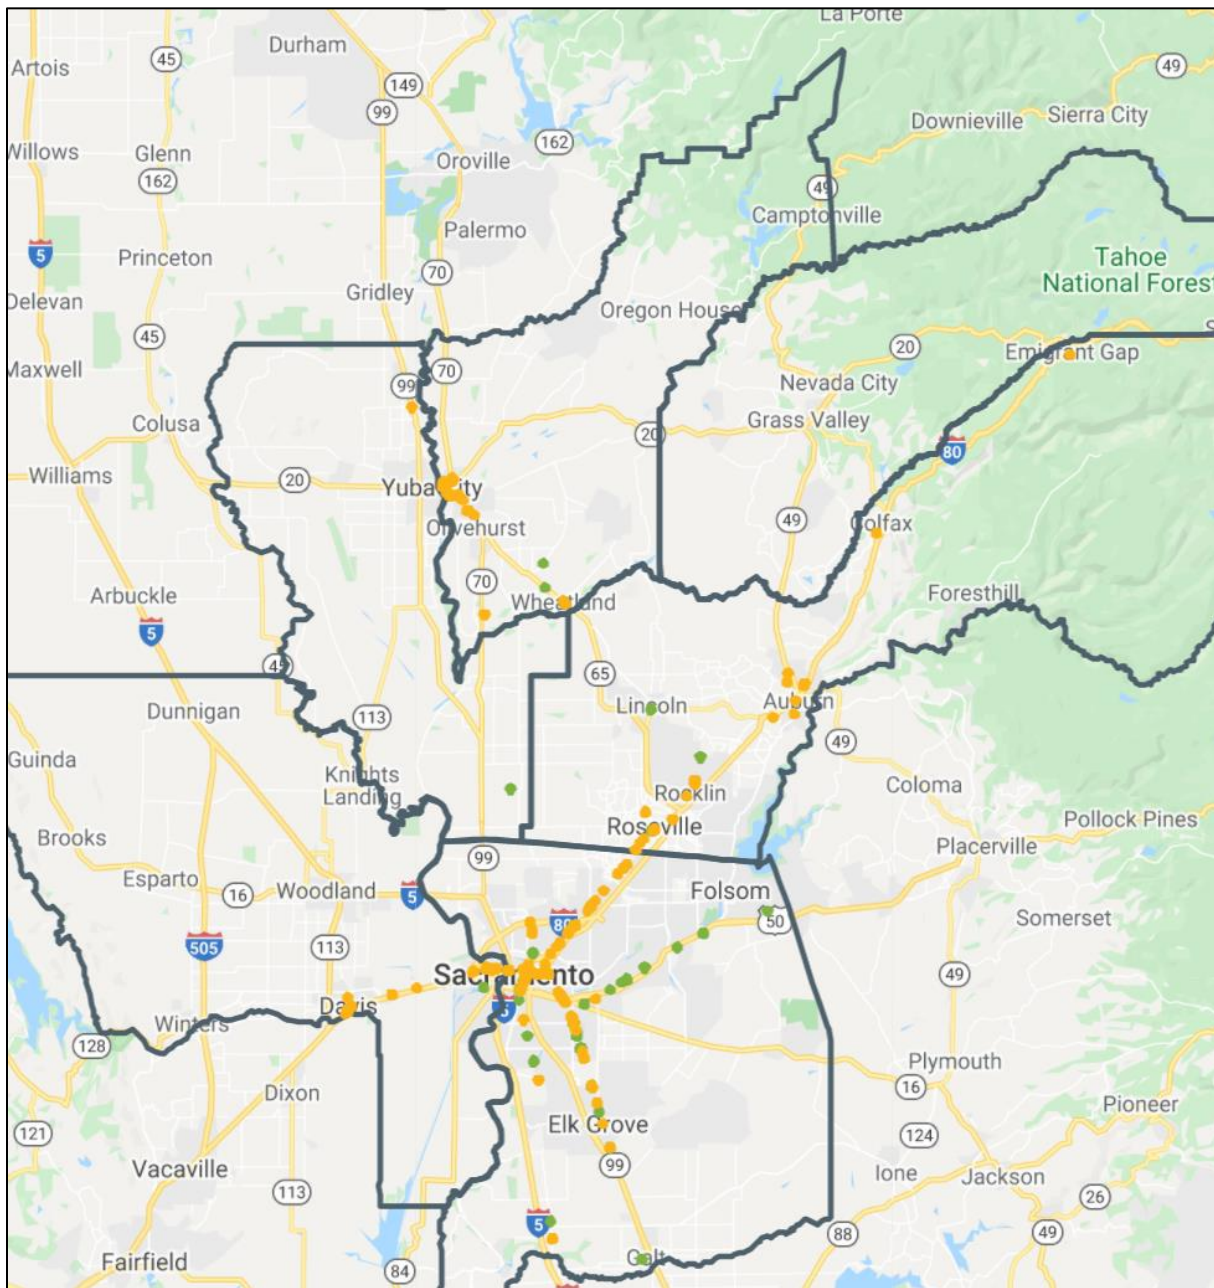 La Porte
Durham
45
Artois
49
149
99
Downieville
Sierra City
Willows
Glenn
162
Oroville
162
49
Camptonville
Palermo
5
Princeton
Tahoe
National Forest
70
Delevan
Gridley
Oregon House
45
20
Emigrant Gap
Maxwell
99
70
Nevada City
Colusa
Grass Valley
20
80
Williams
20
Yuba City
49
Colfax
Olivehurst
70
Arbuckle
Wheatland
Foresthill
5
45
65
Auburn
Lincoln
Dunnigan
113
49
Guinda
Knights
Landing
Rocklin
Coloma
Roseville
Pollock Pines
Brooks
99
Placerville
Esparto
16
Woodland
5
Folsom
50
Somerset
505
113
80
Sacramento
49
Davis
5
Winters
128
Plymouth
Dixon
16
Pioneer
121
Elk Grove
124
Vacaville
99
Ione
Jackson
113
26
5
88
49
Fairfield
84
Galt